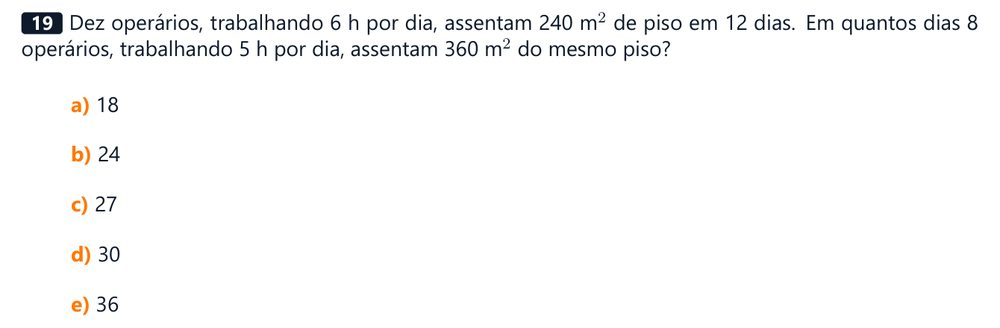 19 Dez operários, trabalhando 6 h por dia, assentam 240 m² de piso em 12 dias. Em quantos dias 8
operários, trabalhando 5 h por dia, assentam 360 m² do mesmo piso?
a) 18
b) 24
c) 27
d) 30
e) 36